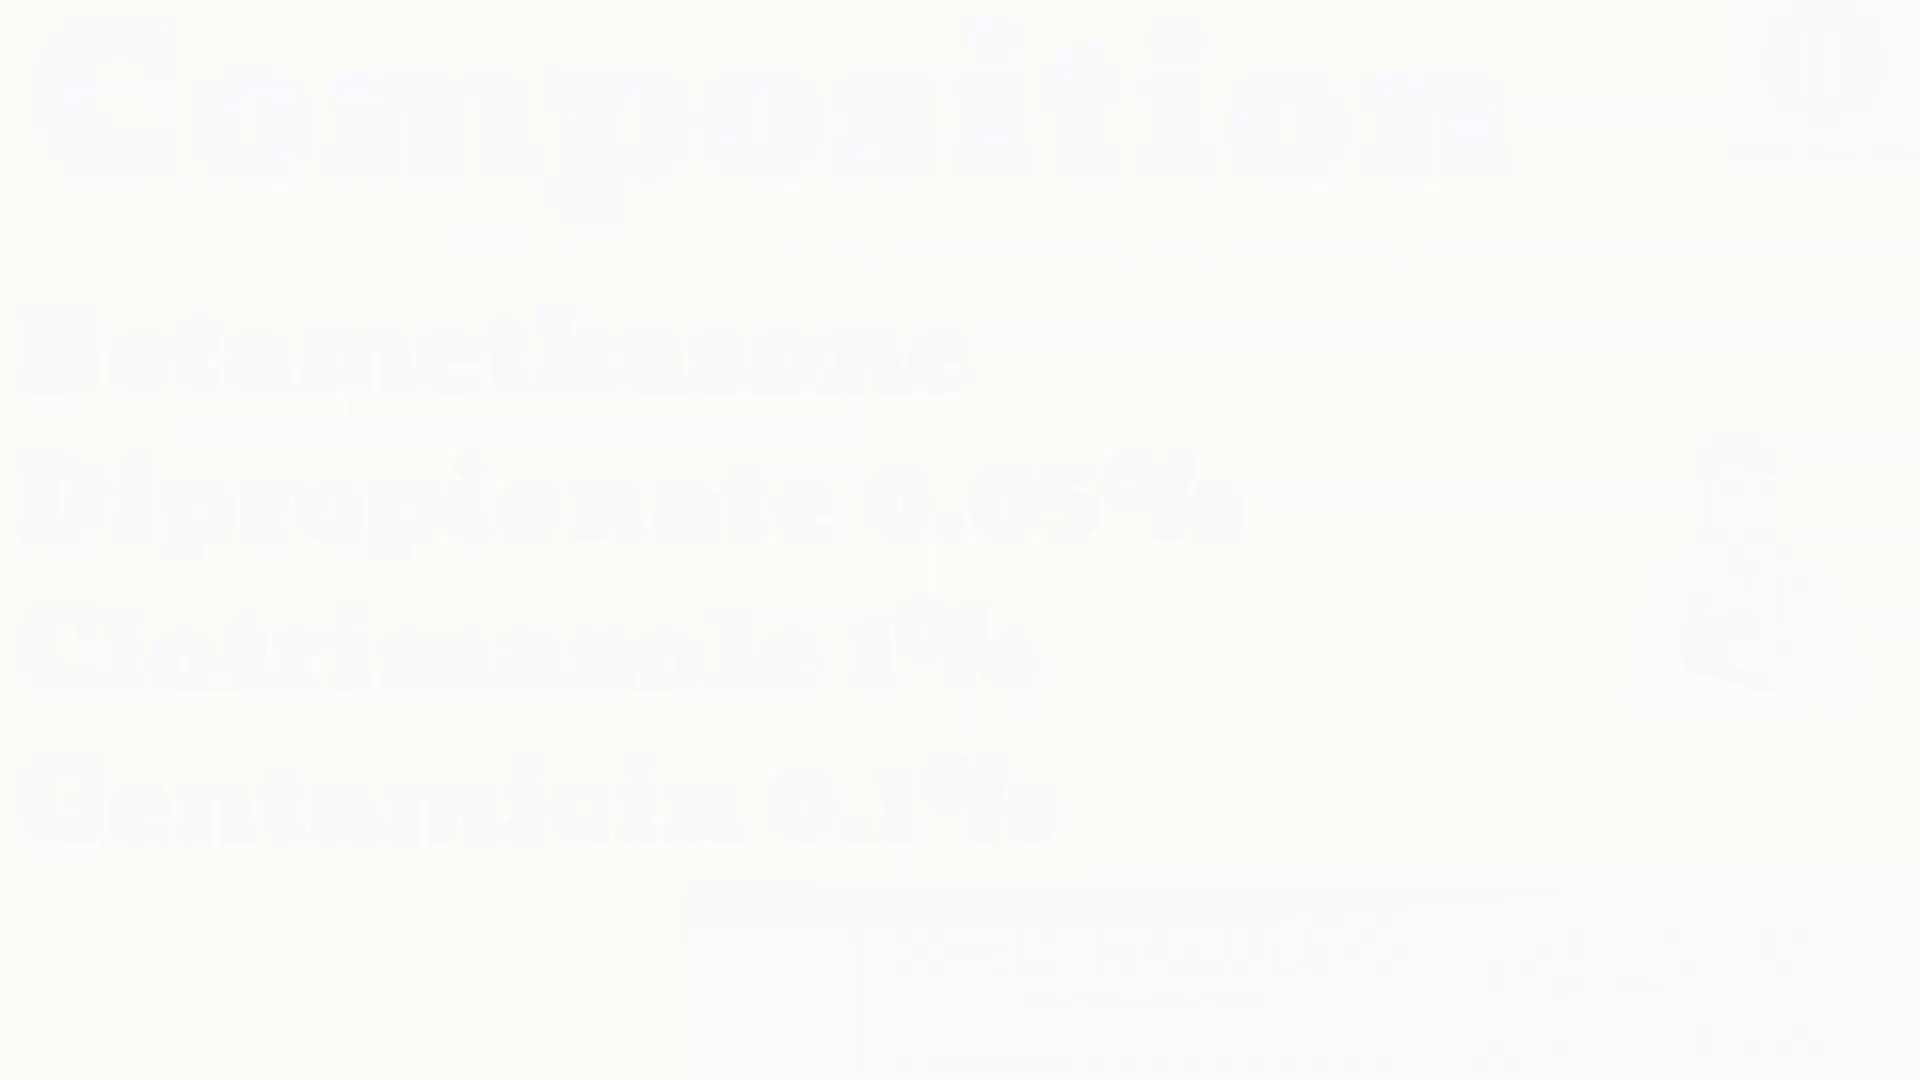 Composition
Betamethasone
Dipropionate 0.05%
Clotrimazole 1%
Gentamicin 0.1%